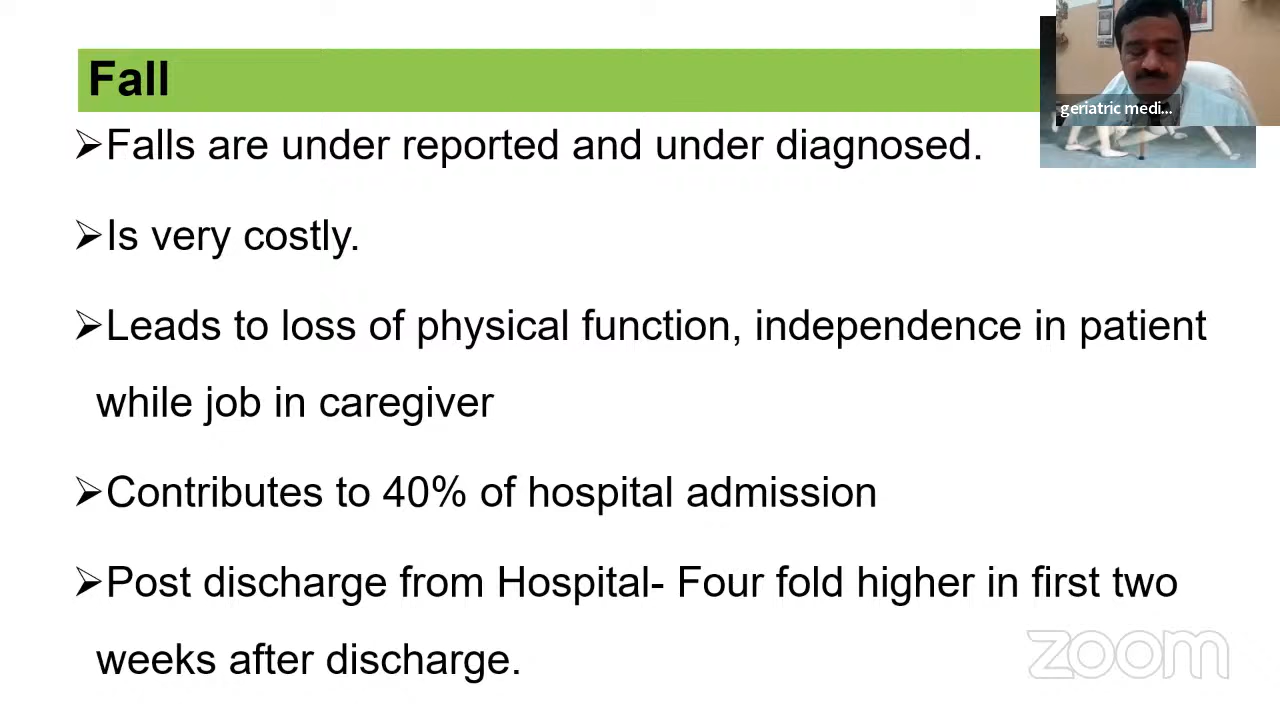 Fall
geriatric medi...
➢Falls are under reported and under diagnosed.
➢Is very costly.
➢Leads to loss of physical function, independence in patient
while job in caregiver
➢Contributes to 40% of hospital admission
➢Post discharge from Hospital- Four fold higher in first two
weeks after discharge.
zoom